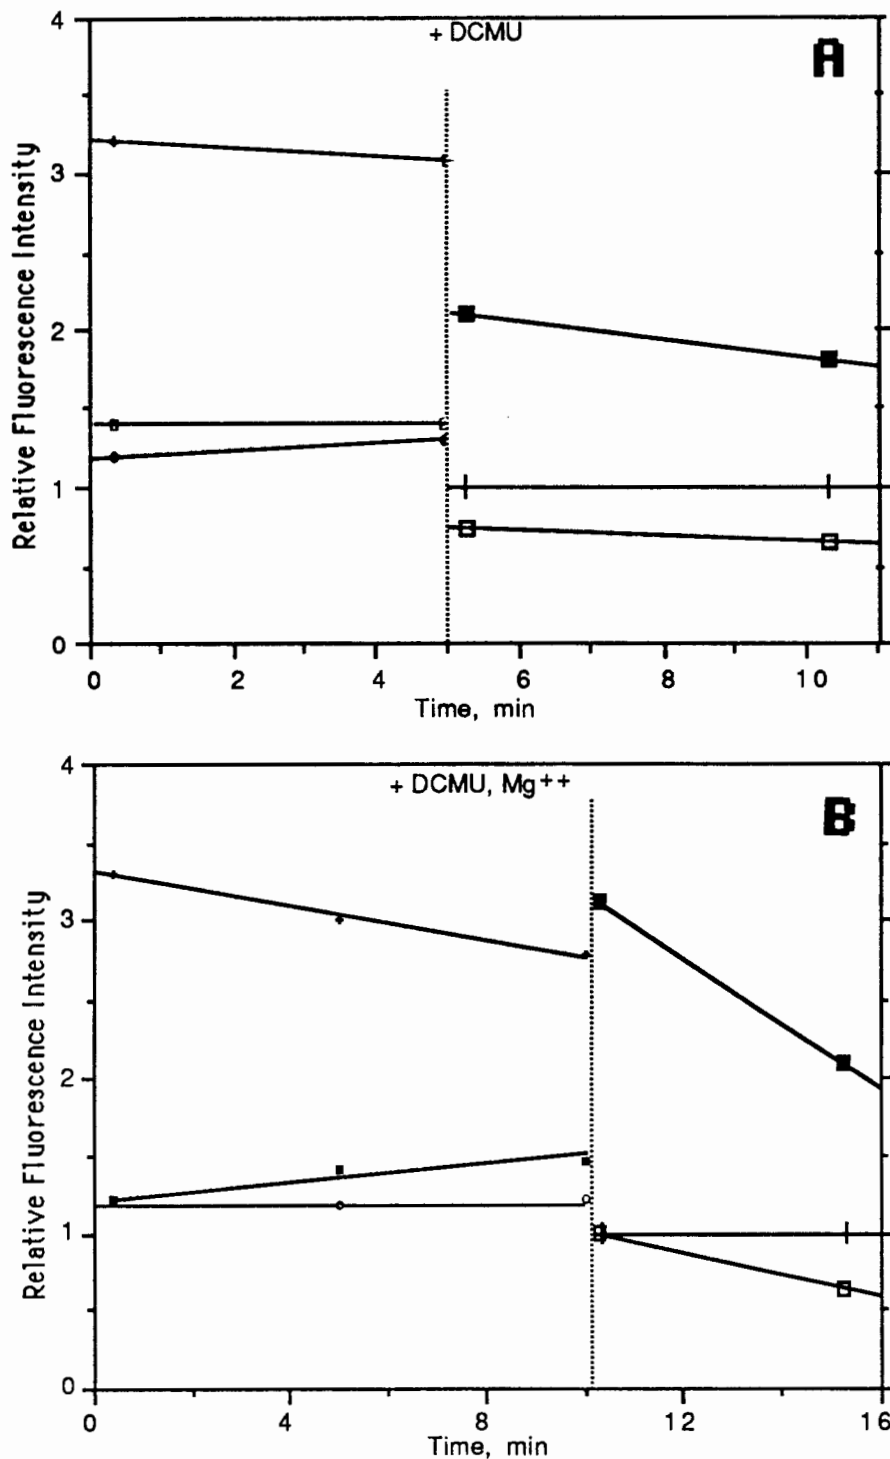 4
+ DCMU
A
3
2
1
0
Relative Fluorescence Intensity
0 2 4 6 8 10
Time, min
4
+ DCMU, Mg++
B
3
2
1
0
Relative Fluorescence Intensity
0 4 8 12 16
Time, min